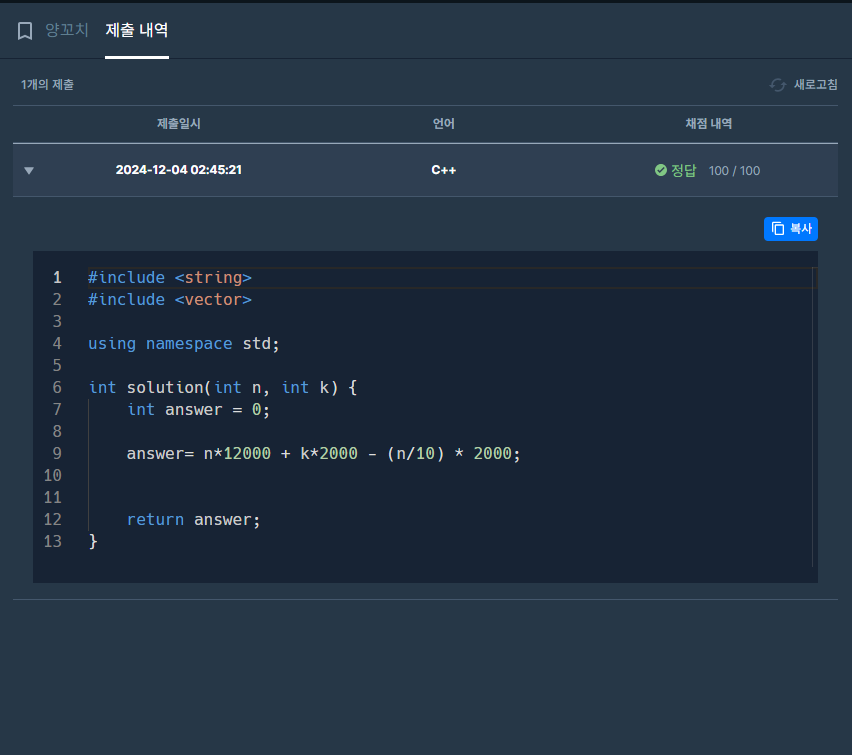 양꼬치 제출 내역
1개의 제출 새로고침
제출일시 언어 채점 내역
2024-12-04 02:45:21 C++ 정답 100 / 100
복사
1 #include <string>
2 #include <vector>
3
4 using namespace std;
5
6 int solution(int n, int k) {
7     int answer = 0;
8
9     answer= n*12000 + k*2000 - (n/10) * 2000;
10
11
12     return answer;
13 }